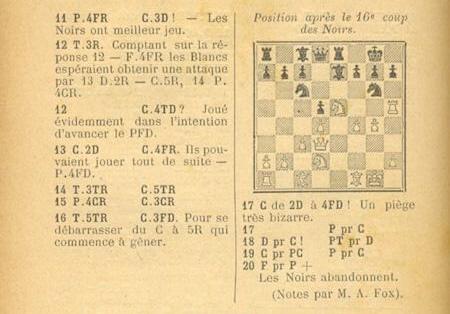 11 P.4FR C.3D! — Les
Noirs ont meilleur jeu.
12 T.3R. Comptant sur la ré-
ponse 12 — F.4FR les Blancs
espéraient obtenir une attaque
par 13 D.2R — C.5R, 14 P.
4CR.
12 C.4TD? Joué
évidemment dans l'intention
d'avancer le PFD.
13 C.2D C.4FR. Ils pou-
vaient jouer tout de suite —
P.4FD.
14 T.3TR C.5TR
15 P.4CR C.3CR
16 T.5TR C.3FD. Pour se
débarrasser du C à 5R qui
commence à gêner.
Position après le 16e coup
des Noirs.
17 C de 2D à 4FD! Un piège
très bizarre.
17 P pr C
18 D pr C! PT pr D
19 C pr PC P pr C
20 F pr P +
Les Noirs abandonnent.
(Notes par M. A. Fox).